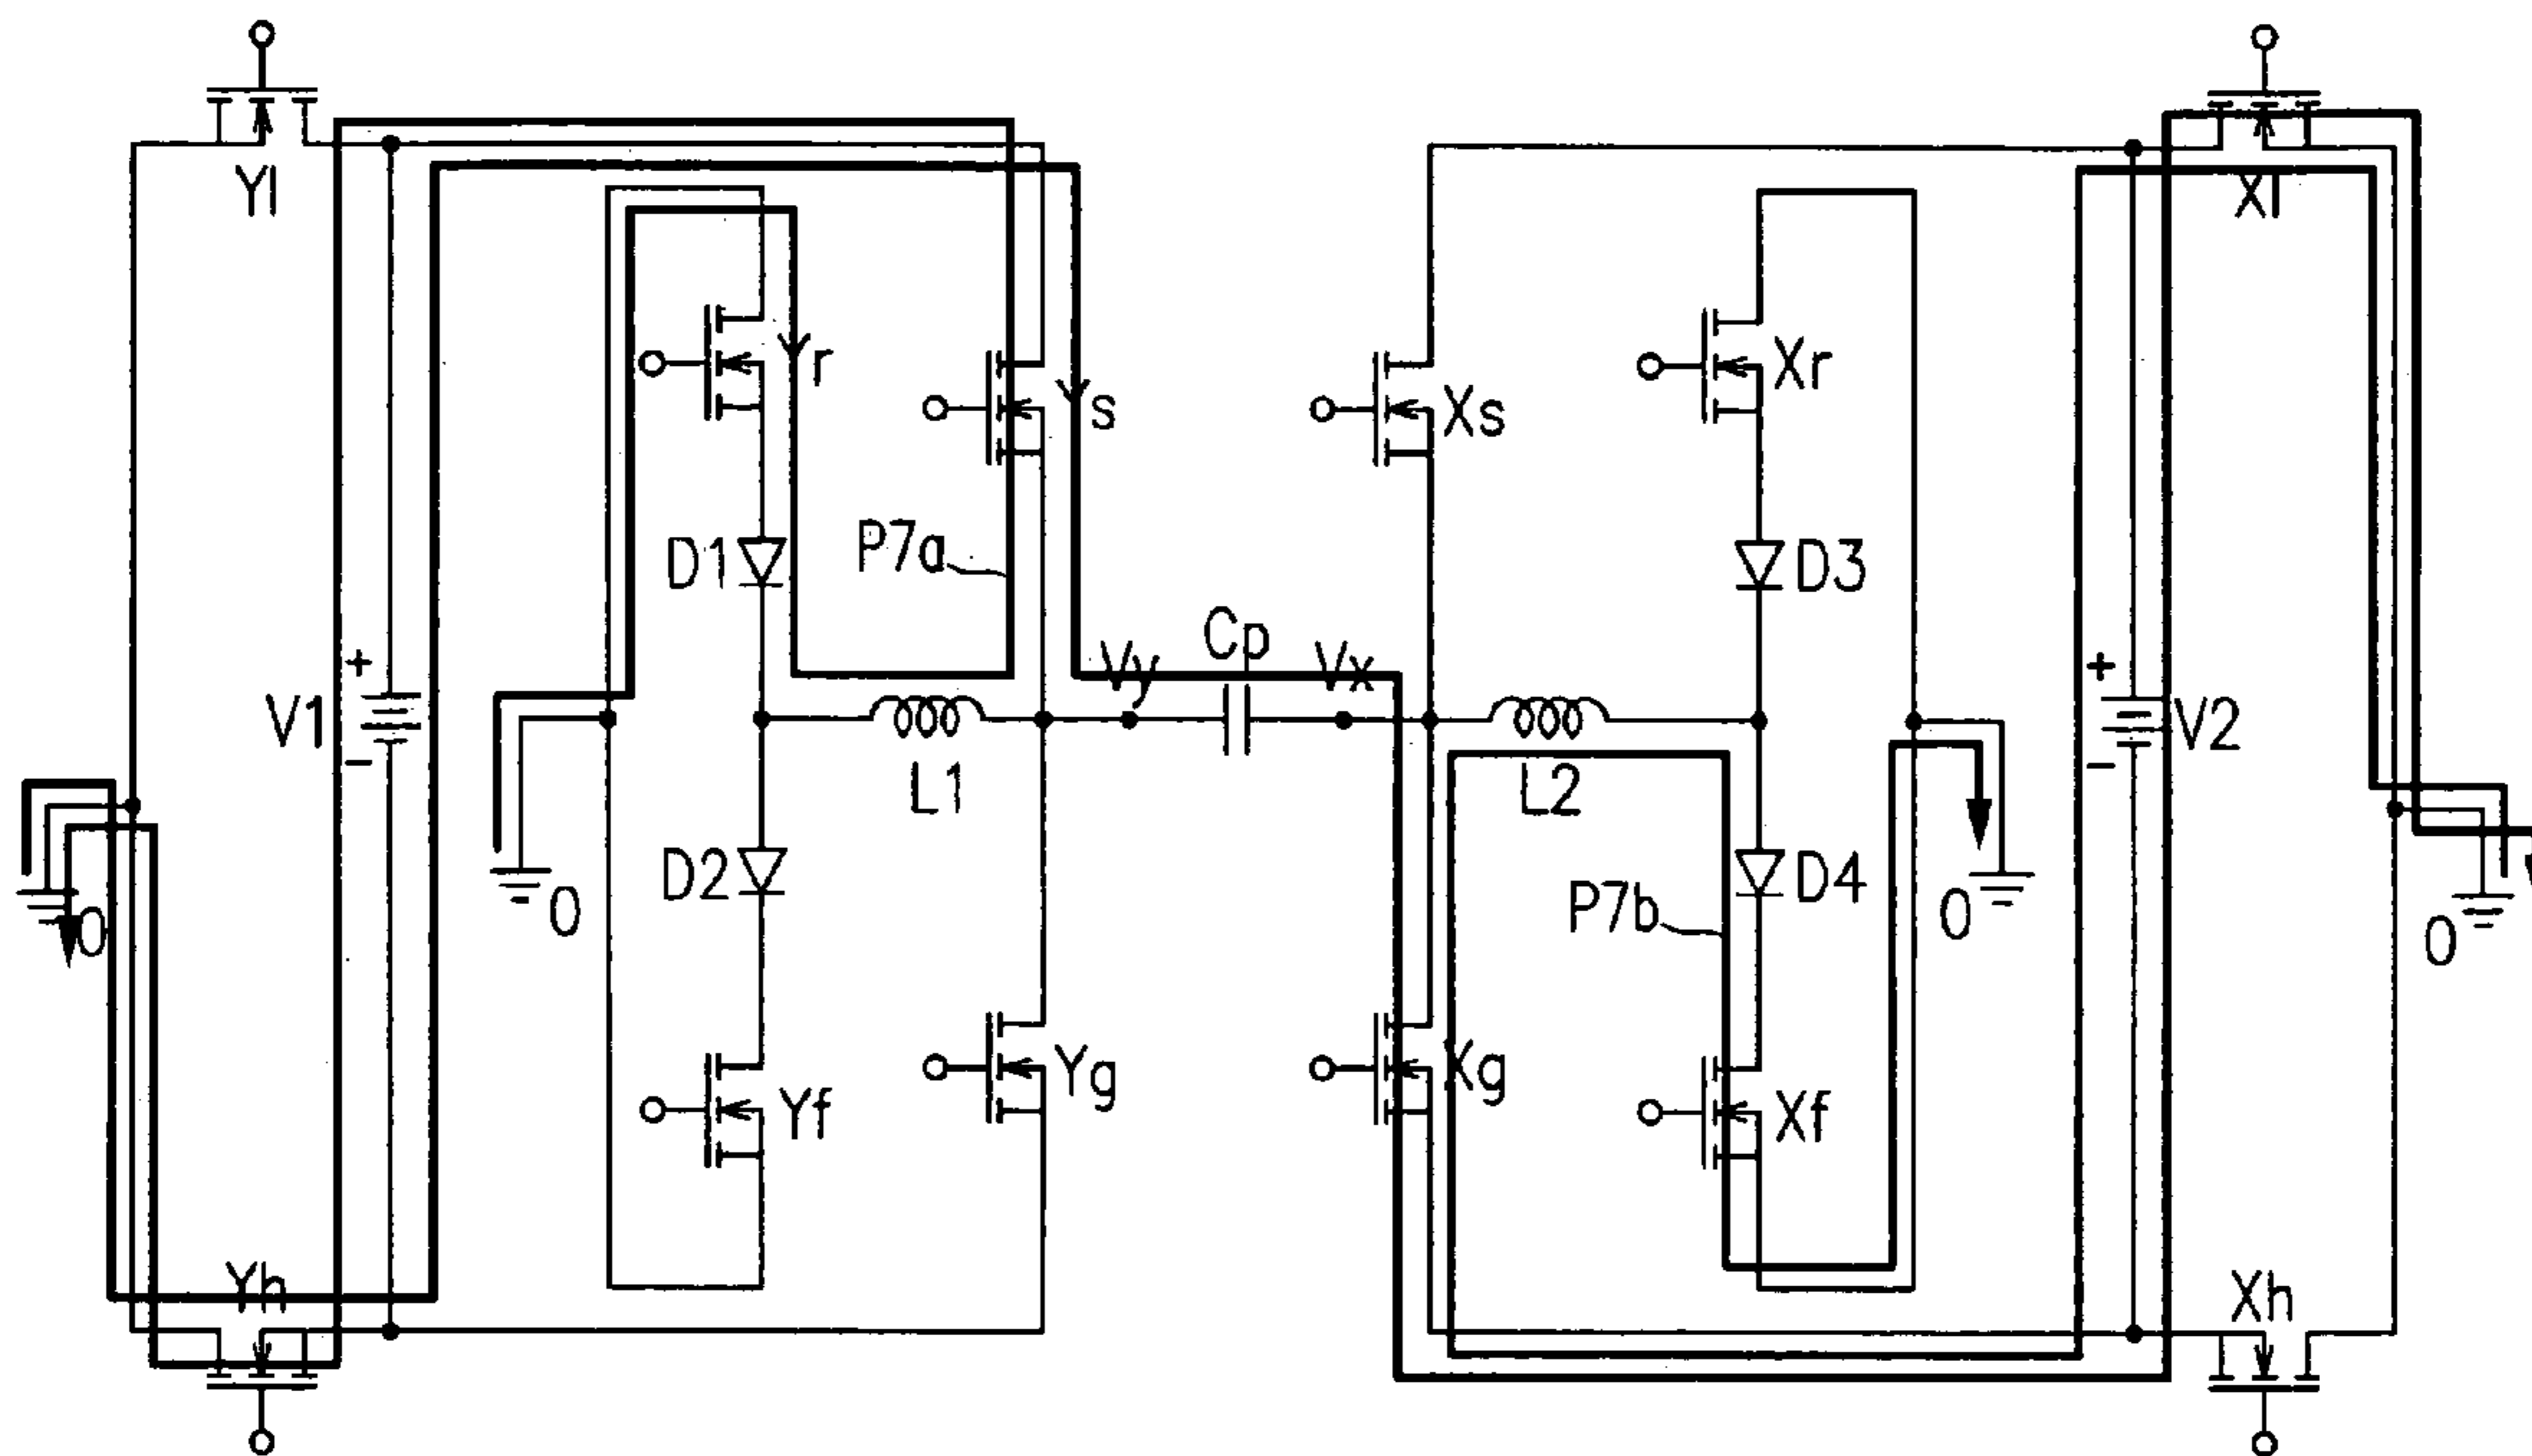 Yl
Xl
Yr
Ys
Xs
Xr
P7a
D1
D3
Cp
Vy
Vx
+
V1
-
+
V2
-
L1
L2
D2
D4
P7b
0
0
0
0
Yg
Xg
Yf
Xf
Yh
Xh